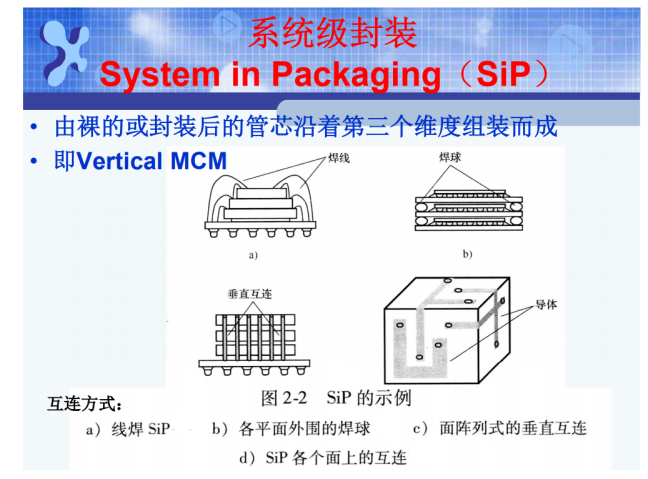 系统级封装
System in Packaging（SiP）
• 由裸的或封装后的管芯沿着第三个维度组装而成
• 即Vertical MCM
焊线
焊球
a)
b)
垂直互连
导体
图 2-2 SiP 的示例
互连方式：
a）线焊 SiP b）各平面外围的焊球 c）面阵列式的垂直互连
d）SiP 各个面上的互连